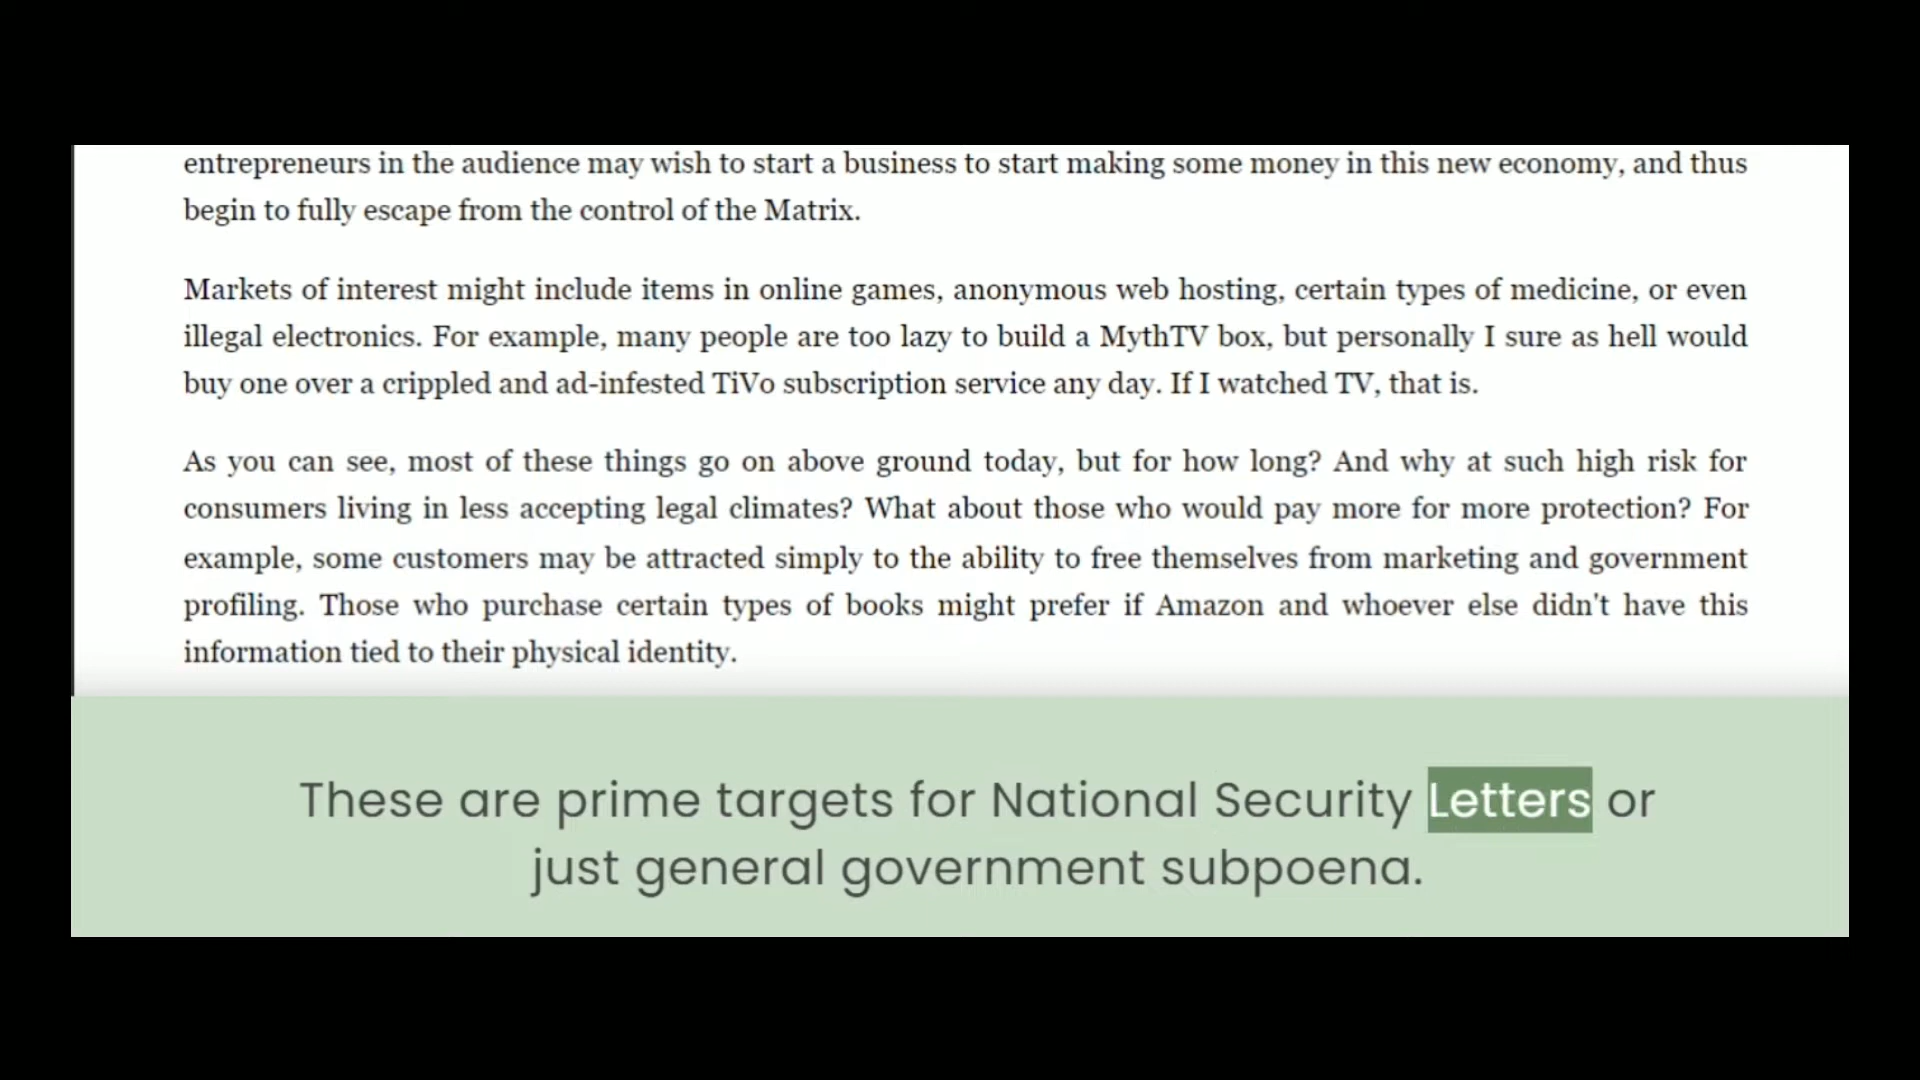 entrepreneurs in the audience may wish to start a business to start making some money in this new economy, and thus
begin to fully escape from the control of the Matrix.
Markets of interest might include items in online games, anonymous web hosting, certain types of medicine, or even
illegal electronics. For example, many people are too lazy to build a MythTV box, but personally I sure as hell would
buy one over a crippled and ad-infested TiVo subscription service any day. If I watched TV, that is.
As you can see, most of these things go on above ground today, but for how long? And why at such high risk for
consumers living in less accepting legal climates? What about those who would pay more for more protection? For
example, some customers may be attracted simply to the ability to free themselves from marketing and government
profiling. Those who purchase certain types of books might prefer if Amazon and whoever else didn't have this
information tied to their physical identity.
These are prime targets for National Security Letters or
just general government subpoena.